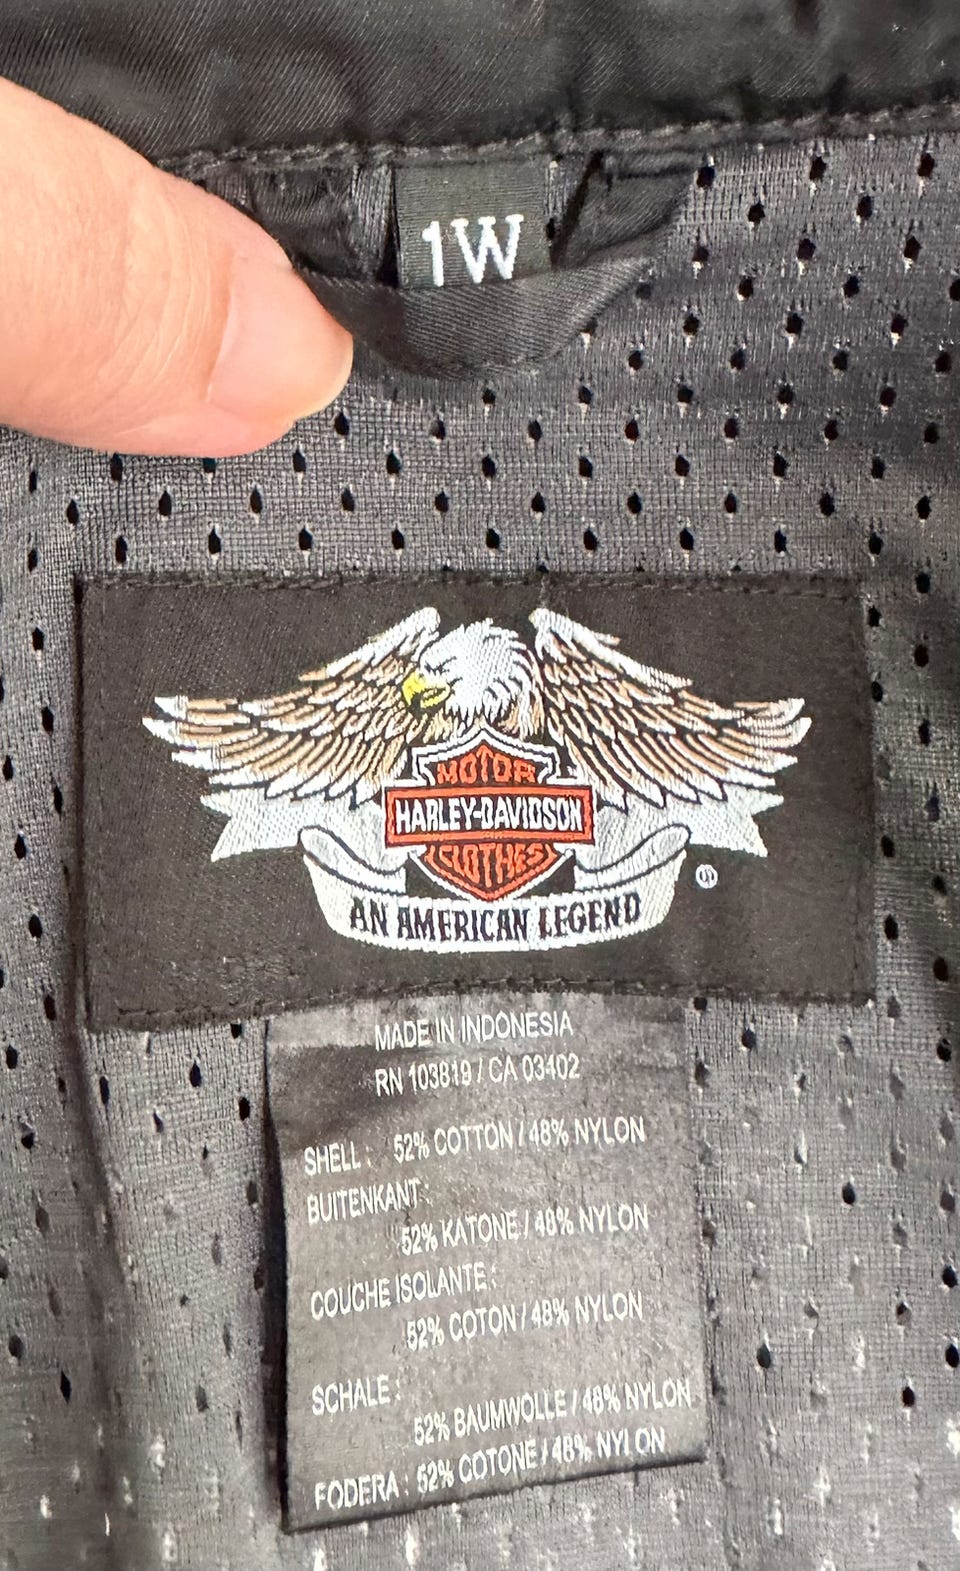 1W
MOTOR
HARLEY-DAVIDSON
CLOTHES
®
AN AMERICAN LEGEND
MADE IN INDONESIA
RN 103819 / CA 03402
SHELL : 52% COTTON / 48% NYLON
BUITENKANT :
52% KATONE / 48% NYLON
COUCHE ISOLANTE :
52% COTON / 48% NYLON
SCHALE :
52% BAUMWOLLE / 48% NYLON
FODERA : 52% COTONE / 48% NYLON